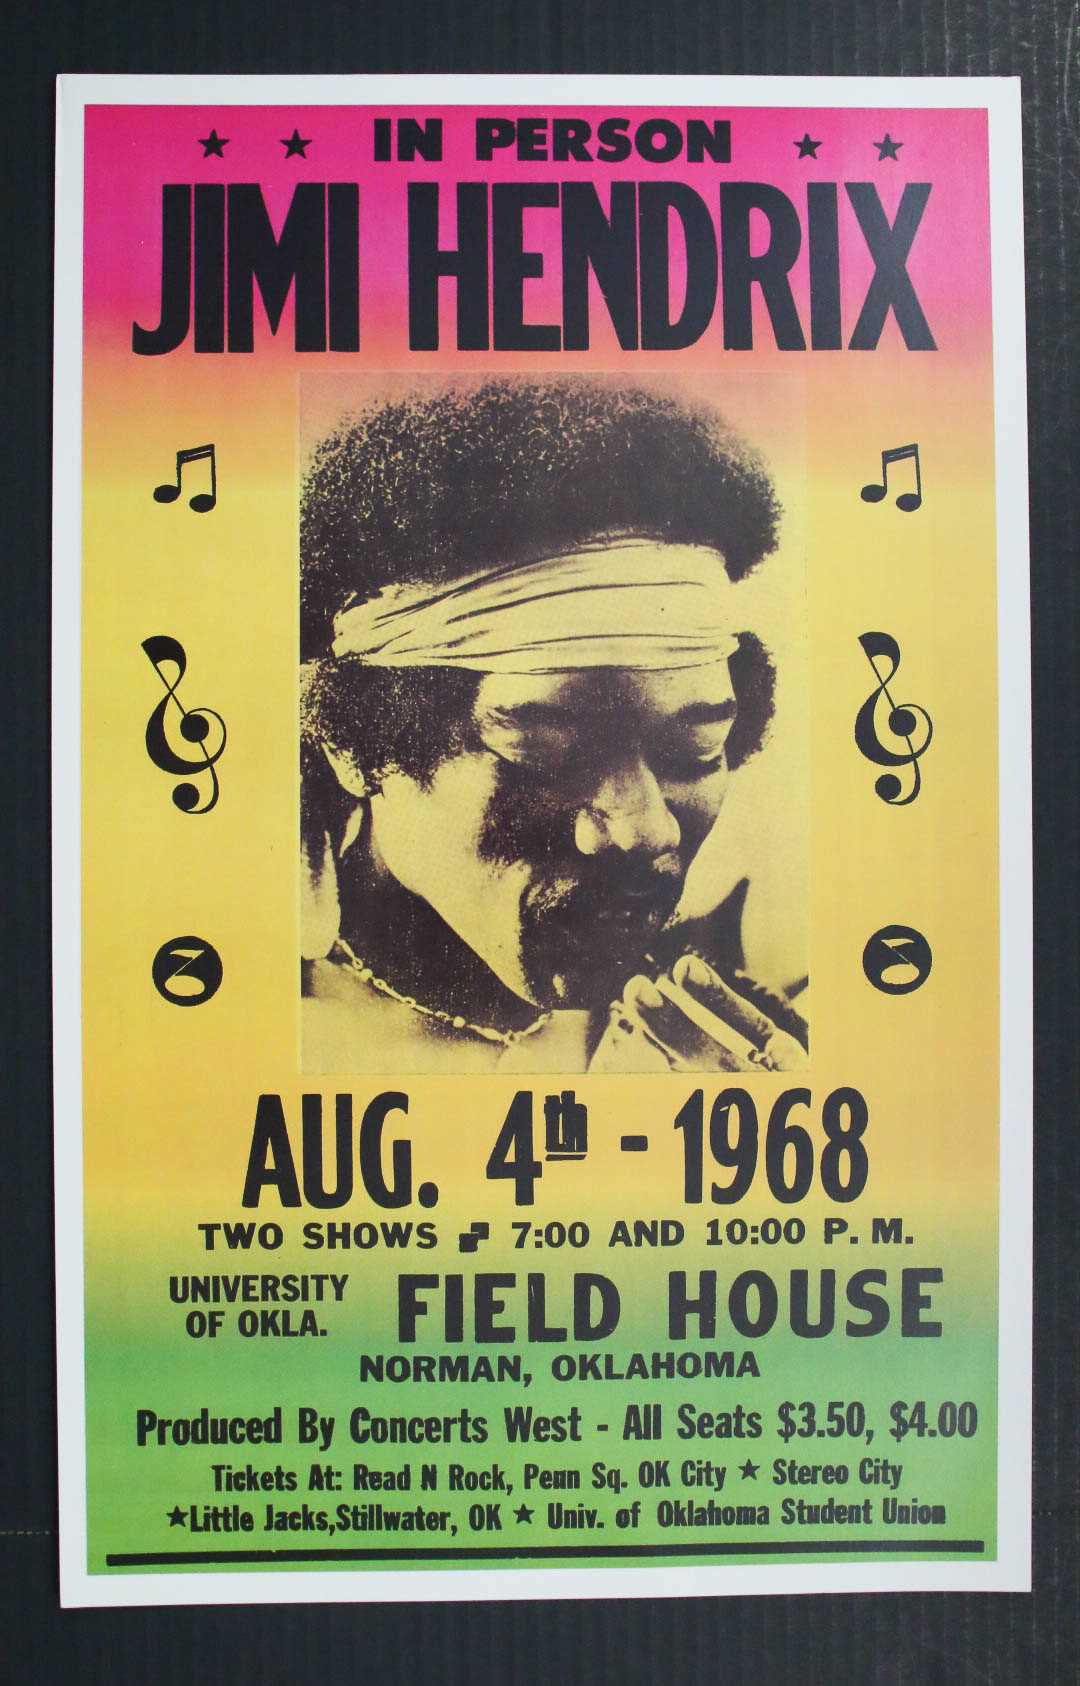 ★ ★ IN PERSON ★ ★
JIMI HENDRIX
AUG. 4th - 1968
TWO SHOWS - 7:00 AND 10:00 P. M.
UNIVERSITY
OF OKLA.
FIELD HOUSE
NORMAN, OKLAHOMA
Produced By Concerts West - All Seats $3.50, $4.00
Tickets At: Read N Rock, Penn Sq. OK City ★ Stereo City
★Little Jacks,Stillwater, OK ★ Univ. of Oklahoma Student Union